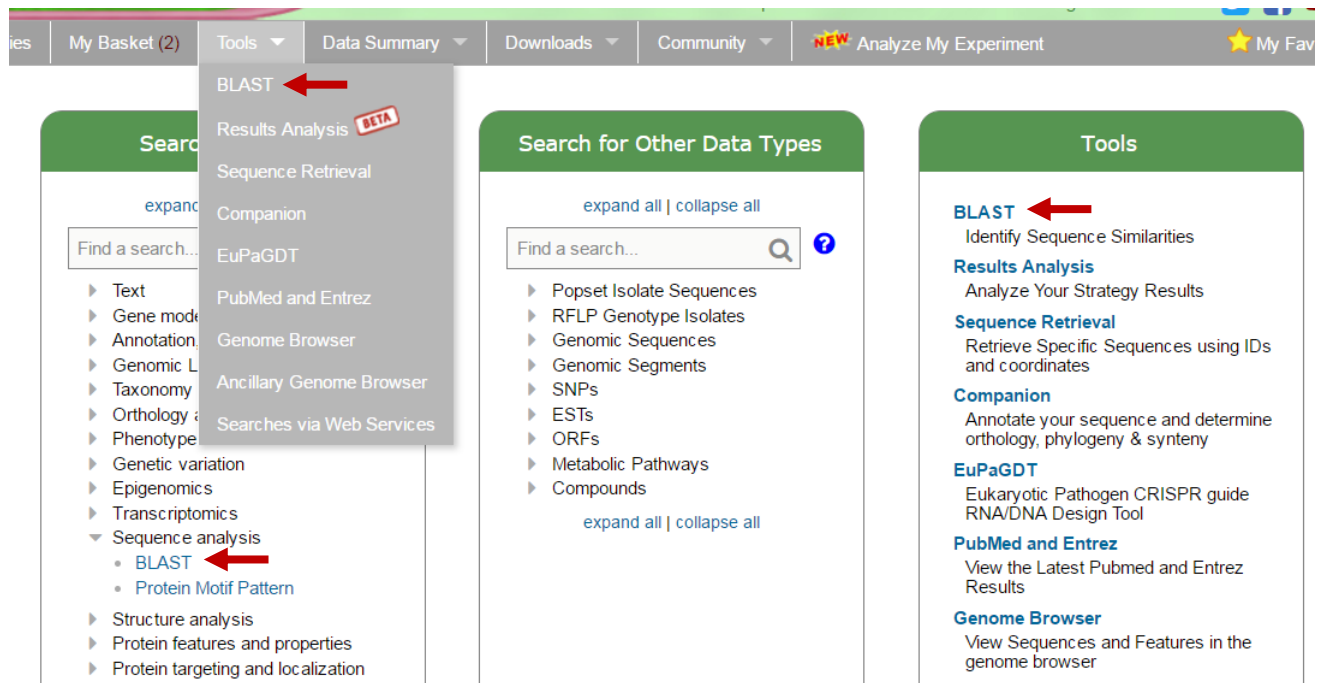 My Basket (2)
Tools
Data Summary
Downloads
Community
NEW Analyze My Experiment
My Fav
BLAST
Results Analysis BETA
Sequence Retrieval
Companion
EuPaGDT
PubMed and Entrez
Genome Browser
Ancillary Genome Browser
Searches via Web Services
Searc
expand
Find a search...
Text
Gene mode
Annotation,
Genomic L
Taxonomy
Orthology a
Phenotype
Genetic variation
Epigenomics
Transcriptomics
Sequence analysis
BLAST
Protein Motif Pattern
Structure analysis
Protein features and properties
Protein targeting and localization
Search for Other Data Types
expand all | collapse all
Find a search...
?
Popset Isolate Sequences
RFLP Genotype Isolates
Genomic Sequences
Genomic Segments
SNPs
ESTs
ORFs
Metabolic Pathways
Compounds
expand all | collapse all
Tools
BLAST
Identify Sequence Similarities
Results Analysis
Analyze Your Strategy Results
Sequence Retrieval
Retrieve Specific Sequences using IDs
and coordinates
Companion
Annotate your sequence and determine
orthology, phylogeny & synteny
EuPaGDT
Eukaryotic Pathogen CRISPR guide
RNA/DNA Design Tool
PubMed and Entrez
View the Latest Pubmed and Entrez
Results
Genome Browser
View Sequences and Features in the
genome browser